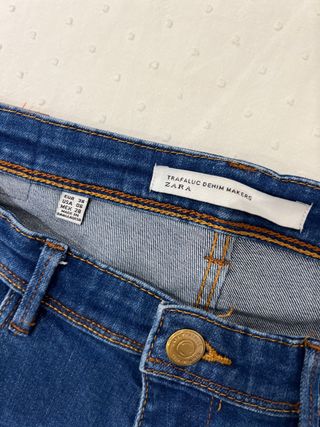 EUR 38
USA 06
MEX 28
TRAFALUC DENIM MAKERS
ZARA